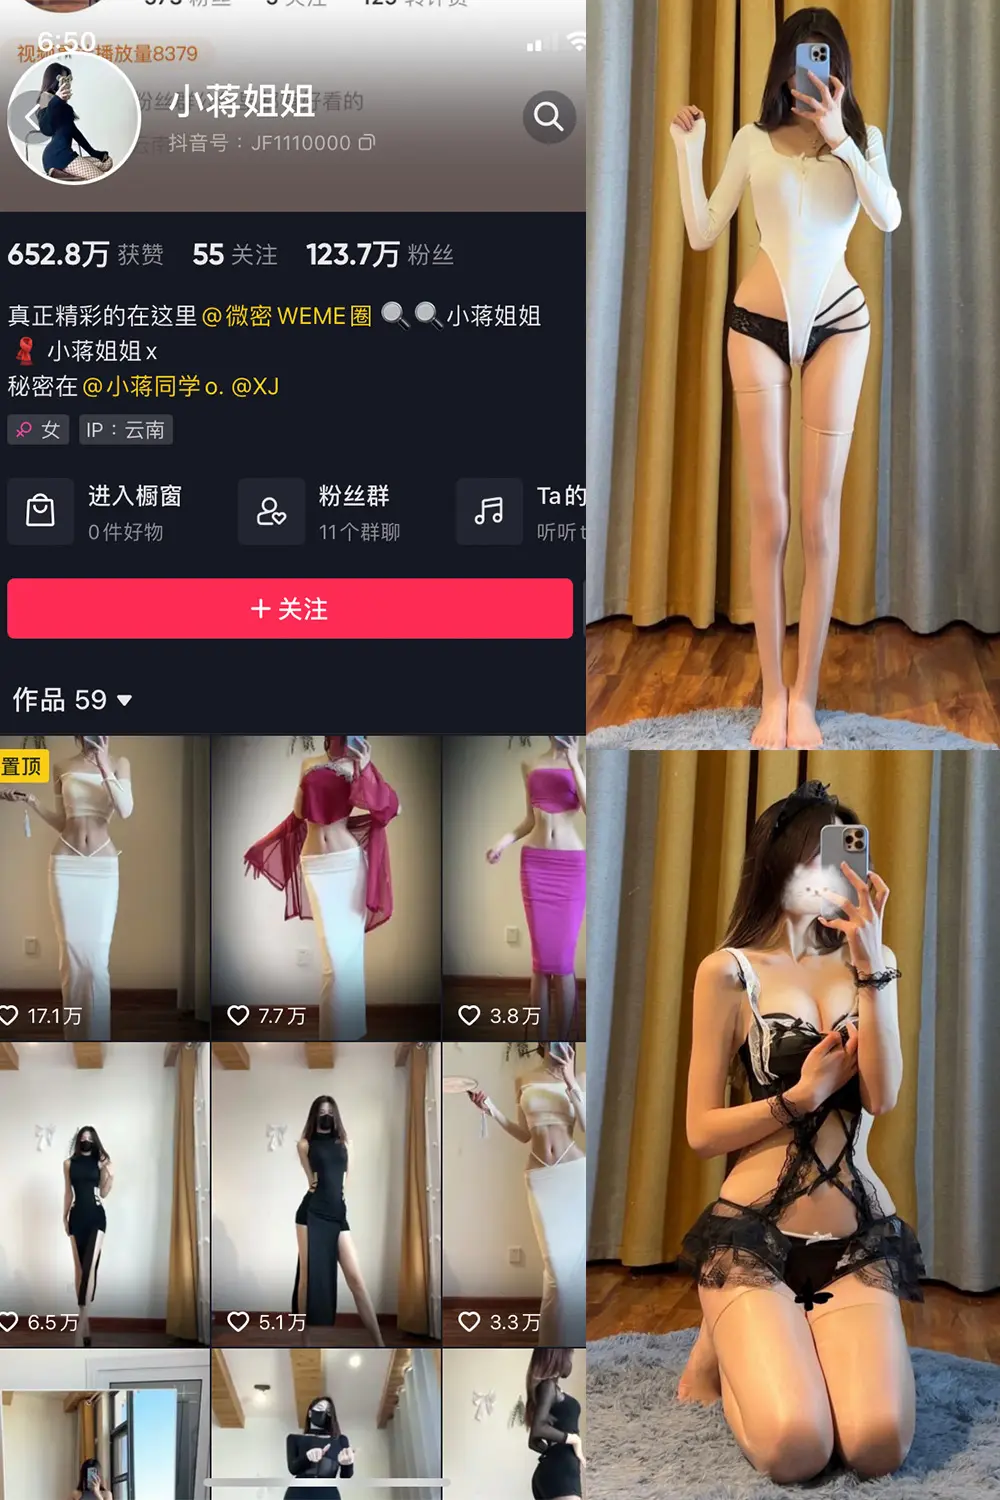 6:50
播放量8379
小蒋姐姐
抖音号：JF1110000
652.8万 获赞 55 关注 123.7万 粉丝
真正精彩的在这里@微密 WEME圈 小蒋姐姐
小蒋姐姐x
秘密在@小蒋同学o. @XJ
女 IP：云南
进入橱窗 粉丝群 Ta的
0件好物 11个群聊 听听t
关注
作品 59
置顶
17.1万 7.7万 3.8万
6.5万 5.1万 3.3万